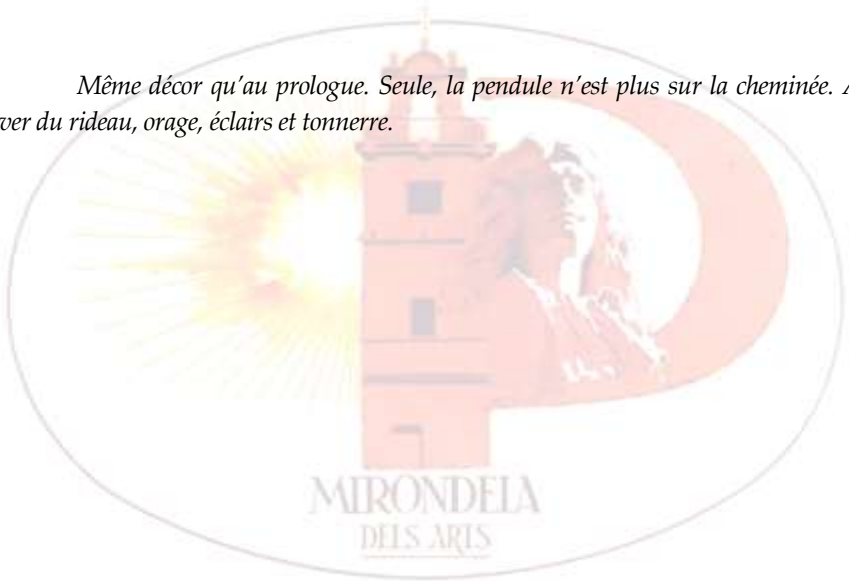 Même décor qu’au prologue. Seule, la pendule n’est plus sur la cheminée. A
ver du rideau, orage, éclairs et tonnerre.
MIRONDELA
DELS ARTS